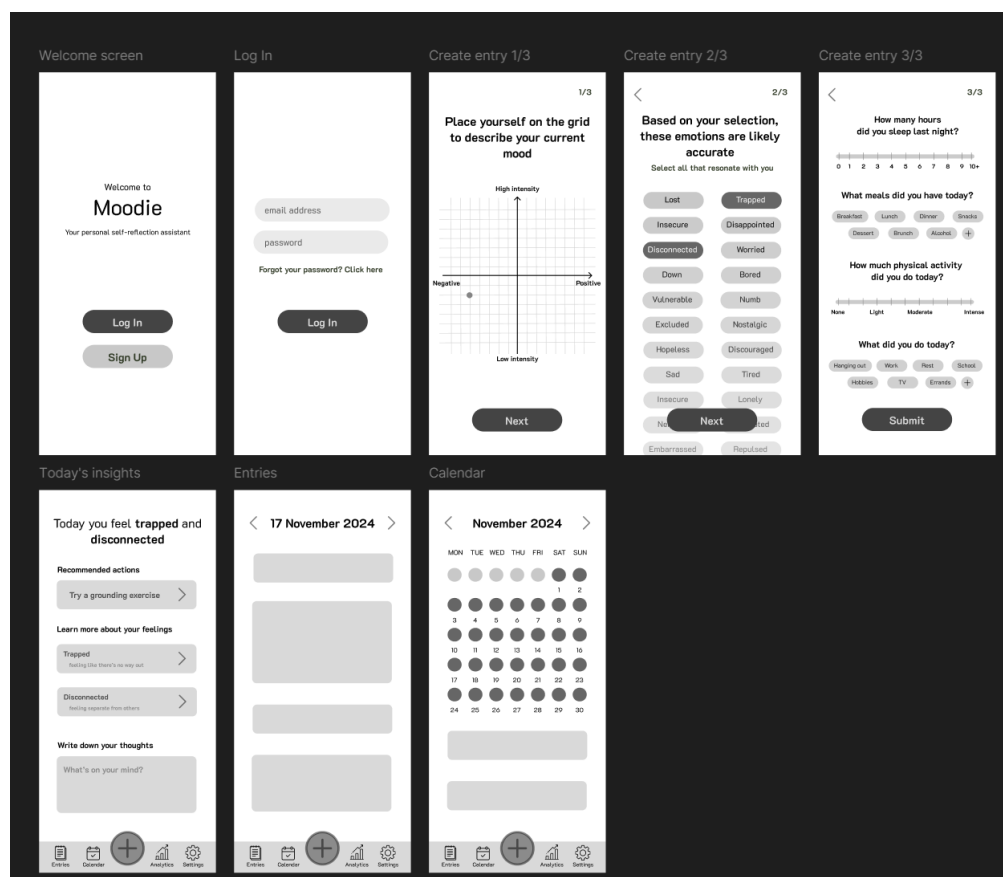 Welcome screen
Welcome to
Moodie
Your personal self-reflection assistant
Log In
Sign Up
Log In
email address
password
Forgot your password? Click here
Log In
Create entry 1/3
1/3
Place yourself on the grid
to describe your current
mood
High intensity
Negative
Positive
Low intensity
Next
Create entry 2/3
2/3
Based on your selection,
these emotions are likely
accurate
Select all that resonate with you
Lost
Trapped
Insecure
Disappointed
Disconnected
Worried
Down
Bored
Vulnerable
Numb
Excluded
Nostalgic
Hopeless
Discouraged
Sad
Tired
Insecure
Lonely
Next
Embarrassed
Repulsed
Create entry 3/3
3/3
How many hours
did you sleep last night?
0 1 2 3 4 5 6 7 8 9 10+
What meals did you have today?
Breakfast Lunch Dinner Snacks
Dessert Brunch Alcohol +
How much physical activity
did you do today?
None Light Moderate Intense
What did you do today?
Hanging out Work Rest School
Hobbies TV Errands +
Submit
Today's insights
Today you feel trapped and
disconnected
Recommended actions
Try a grounding exercise
Learn more about your feelings
Trapped
feeling like there's no way out
Disconnected
feeling separate from others
Write down your thoughts
What's on your mind?
Entries Calendar + Analytics Settings
Entries
17 November 2024
Entries Calendar + Analytics Settings
Calendar
November 2024
MON TUE WED THU FRI SAT SUN
1 2
3 4 5 6 7 8 9
10 11 12 13 14 15 16
17 18 19 20 21 22 23
24 25 26 27 28 29 30
Entries Calendar + Analytics Settings